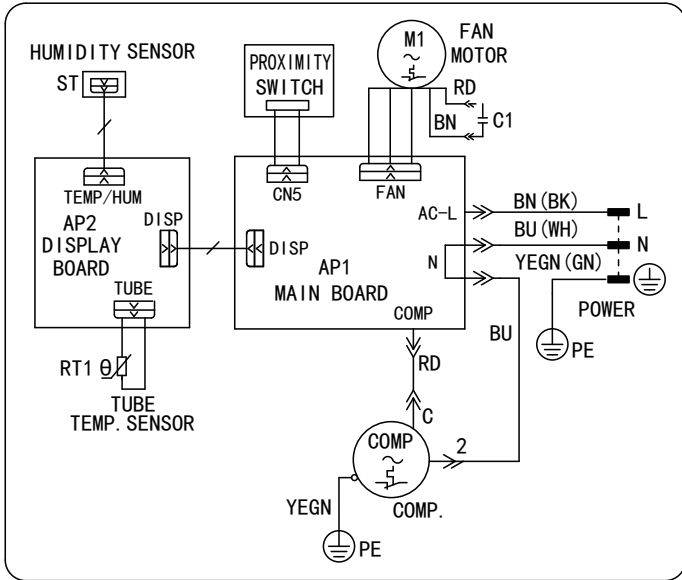 HUMIDITY SENSOR
ST
PROXIMITY
SWITCH
M1
FAN
MOTOR
RD
BN
C1
TEMP/HUM
AP2
DISPLAY
BOARD
DISP
TUBE
CN5
FAN
DISP
AP1
MAIN BOARD
AC-L
N
COMP
BN(BK)
L
BU(WH)
N
YEGN(GN)
POWER
PE
BU
RD
C
RT1 θ
TUBE
TEMP. SENSOR
COMP
2
COMP.
YEGN
PE